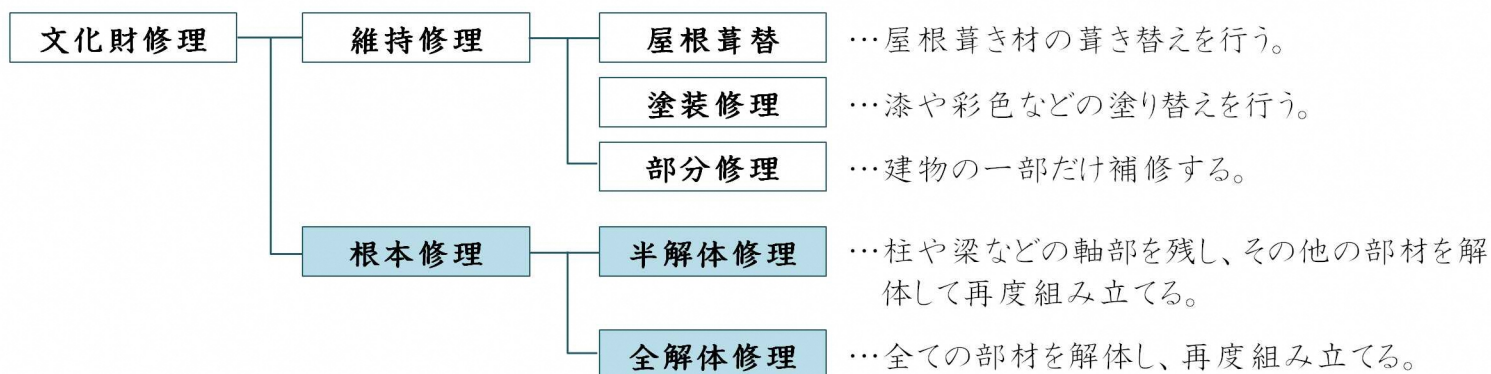 文化財修理 維持修理 屋根葺替 …屋根葺き材の葺き替えを行う。
塗装修理 …漆や彩色などの塗り替えを行う。
部分修理 …建物の一部だけ補修する。
根本修理 半解体修理 …柱や梁などの軸部を残し、その他の部材を解
体して再度組み立てる。
全解体修理 …全ての部材を解体し、再度組み立てる。